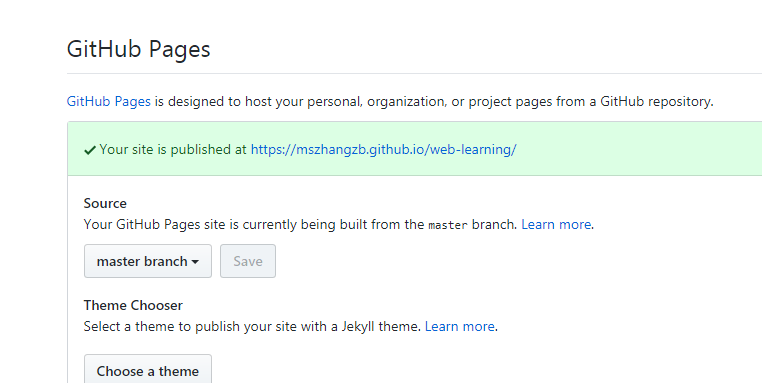 GitHub Pages
GitHub Pages is designed to host your personal, organization, or project pages from a GitHub repository.
✔ Your site is published at https://mszhangzb.github.io/web-learning/
Source
Your GitHub Pages site is currently being built from the master branch. Learn more.
master branch Save
Theme Chooser
Select a theme to publish your site with a Jekyll theme. Learn more.
Choose a theme